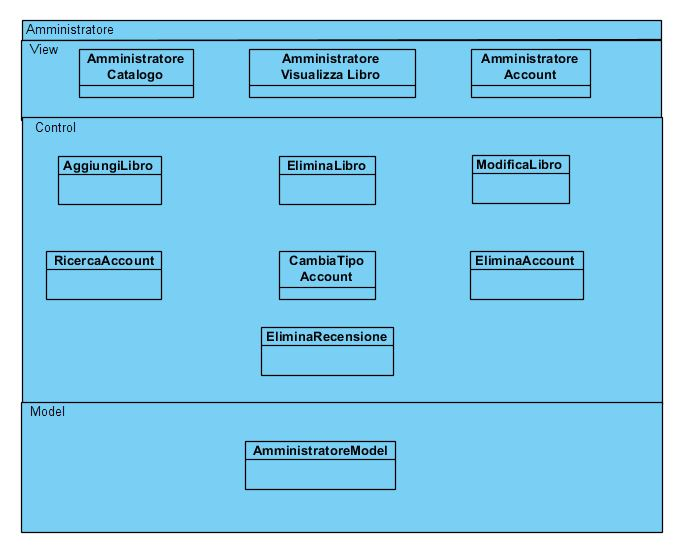 Amministratore
View
Amministratore
Catalogo
Amministratore
Visualizza Libro
Amministratore
Account
Control
AggiungiLibro
EliminaLibro
ModificaLibro
RicercaAccount
CambiaTipo
Account
EliminaAccount
EliminaRecensione
Model
AmministratoreModel